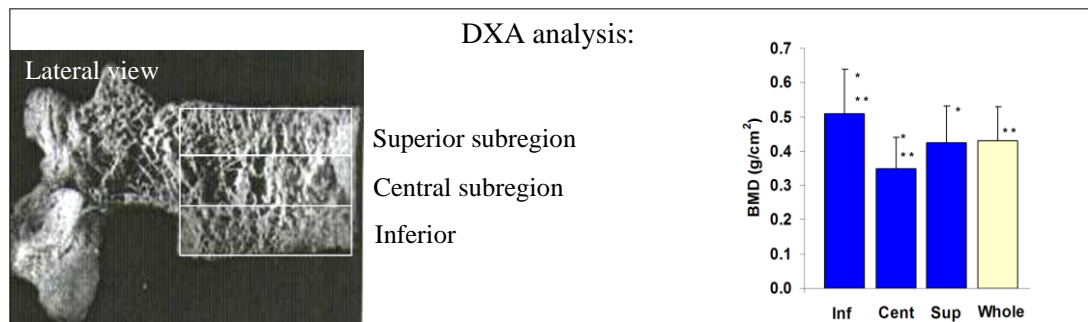 DXA analysis:
Lateral view
Superior subregion
Central subregion
Inferior
BMD (g/cm²)
0.7
0.6
0.5
0.4
0.3
0.2
0.1
0.0
*
**
*
**
*
**
Inf Cent Sup Whole